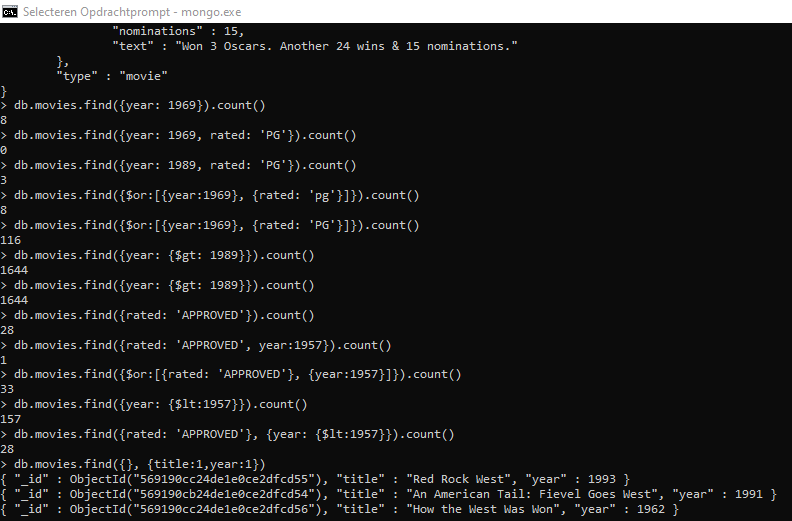 Selecteren Opdrachtprompt - mongo.exe
"nominations" : 15,
"text" : "Won 3 Oscars. Another 24 wins & 15 nominations."
},
"type" : "movie"
}
> db.movies.find({year: 1969}).count()
8
> db.movies.find({year: 1969, rated: 'PG'}).count()
0
> db.movies.find({year: 1989, rated: 'PG'}).count()
3
> db.movies.find({$or:[{year:1969}, {rated: 'pg'}]}).count()
8
> db.movies.find({$or:[{year:1969}, {rated: 'PG'}]}).count()
116
> db.movies.find({year: {$gt: 1989}}).count()
1644
> db.movies.find({year: {$gt: 1989}}).count()
1644
> db.movies.find({rated: 'APPROVED'}).count()
28
> db.movies.find({rated: 'APPROVED', year:1957}).count()
1
> db.movies.find({$or:[{rated: 'APPROVED'}, {year:1957}]}).count()
33
> db.movies.find({year: {$lt:1957}}).count()
157
> db.movies.find({rated: 'APPROVED'}, {year: {$lt:1957}}).count()
28
> db.movies.find({}, {title:1,year:1})
{ "_id" : ObjectId("569190cc24de1e0ce2dfcd55"), "title" : "Red Rock West", "year" : 1993 }
{ "_id" : ObjectId("569190cb24de1e0ce2dfcd54"), "title" : "An American Tail: Fievel Goes West", "year" : 1991 }
{ "_id" : ObjectId("569190cc24de1e0ce2dfcd56"), "title" : "How the West Was Won", "year" : 1962 }